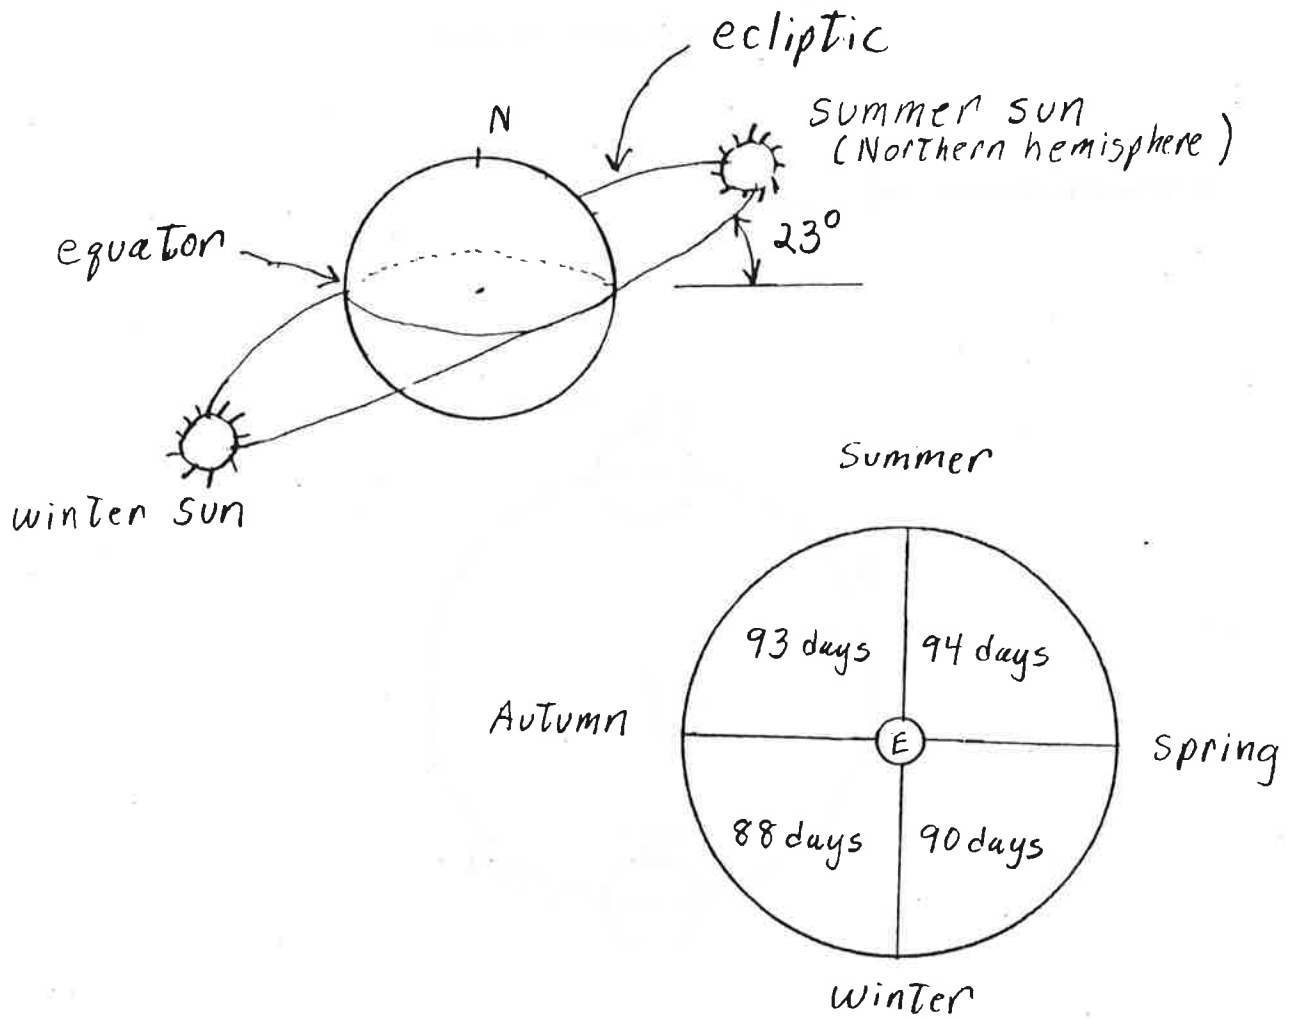 ecliptic
N
summer sun
(Northern hemisphere)
equator
23°
winter sun
Summer
93 days
94 days
Autumn
E
Spring
88 days
90 days
Winter